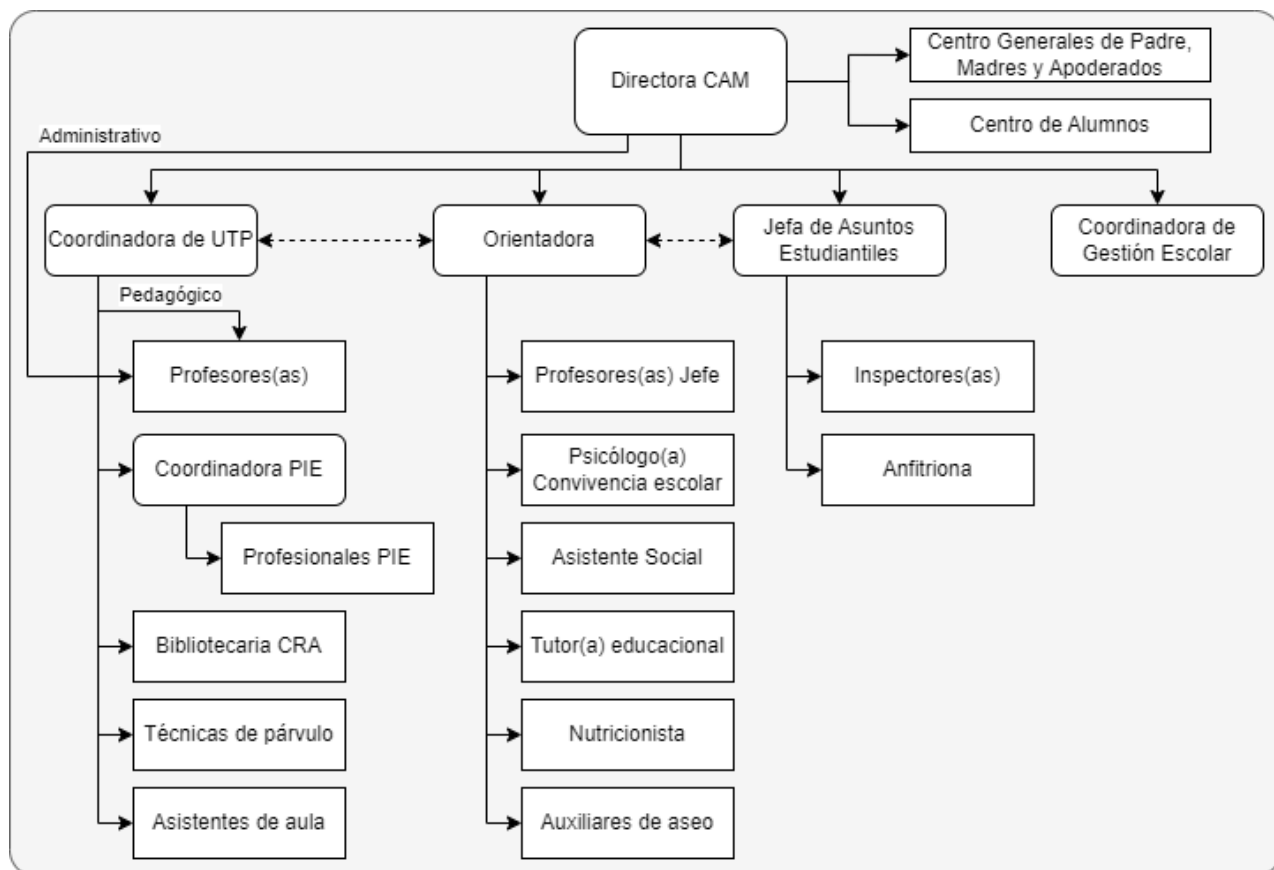 Directora CAM
Centro Generales de Padre,
Madres y Apoderados
Centro de Alumnos
Administrativo
Coordinadora de UTP
Orientadora
Jefa de Asuntos
Estudiantiles
Coordinadora de
Gestión Escolar
Pedagógico
Profesores(as)
Coordinadora PIE
Profesionales PIE
Bibliotecaria CRA
Técnicas de párvulo
Asistentes de aula
Profesores(as) Jefe
Psicólogo(a)
Convivencia escolar
Asistente Social
Tutor(a) educacional
Nutricionista
Auxiliares de aseo
Inspectores(as)
Anfitriona